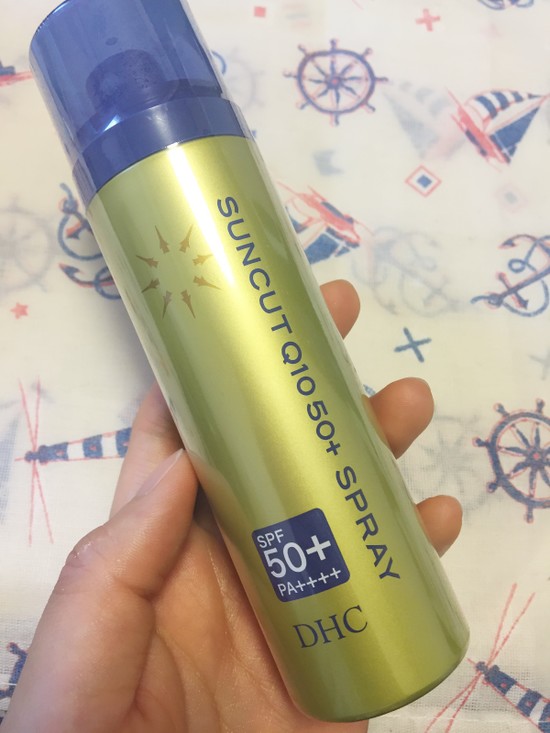 SUNCUT Q10 50+ SPRAY
SPF
50+
PA++++
DHC